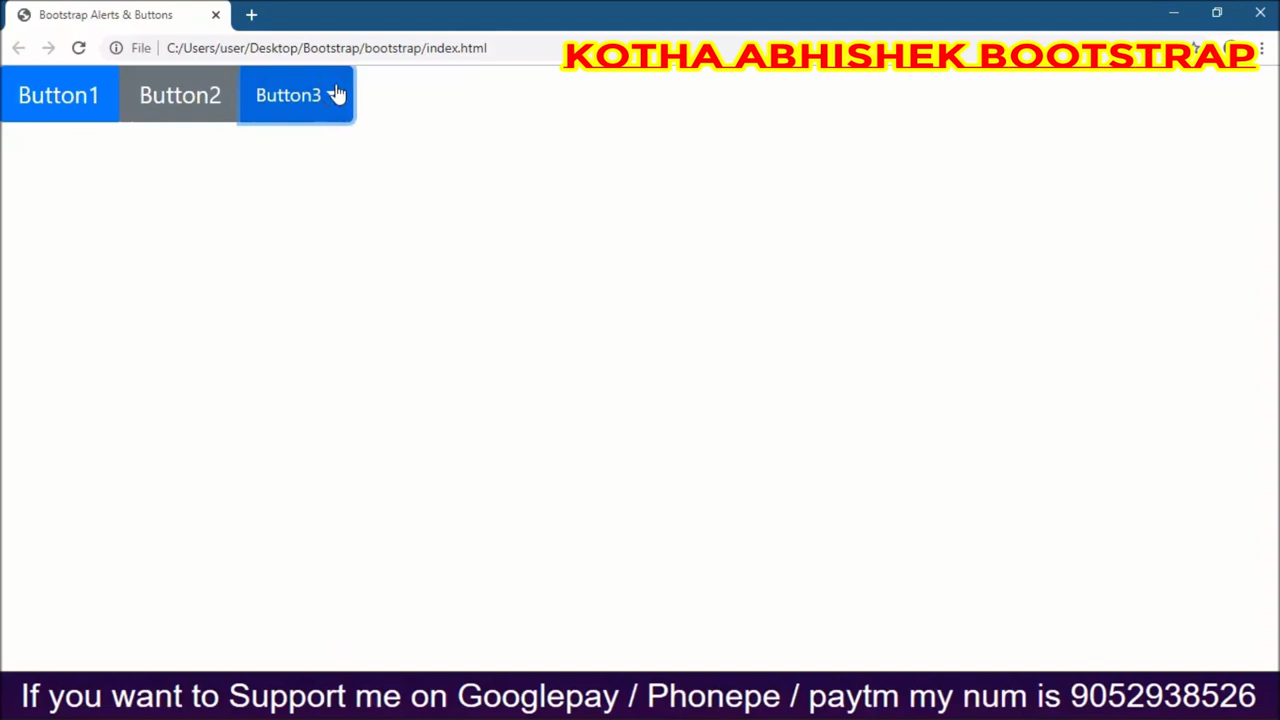 Bootstrap Alerts & Buttons
File C:/Users/user/Desktop/Bootstrap/bootstrap/index.html
KOTHA ABHISHEK BOOTSTRAP
Button1 Button2 Button3
If you want to Support me on Googlepay / Phonepe / paytm my num is 9052938526